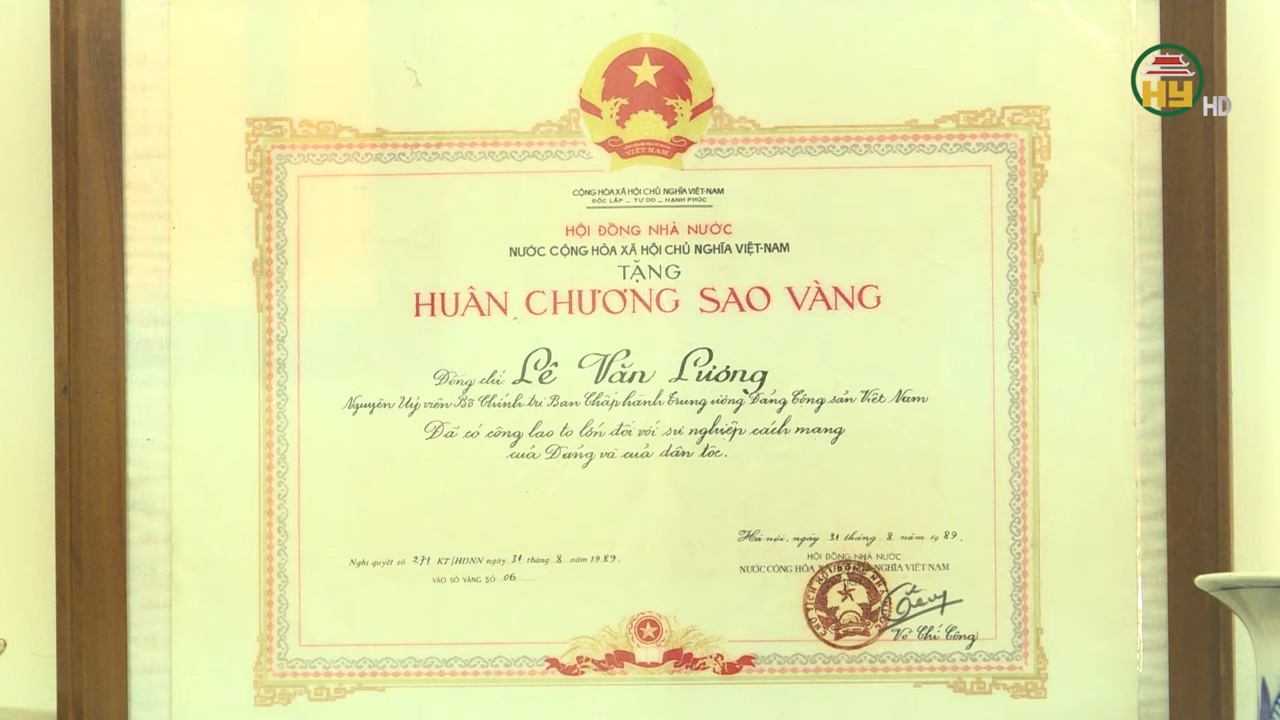 HY HD
VIỆT NAM
CỘNG HÒA XÃ HỘI CHỦ NGHĨA VIỆT-NAM
ĐỘC LẬP _ TỰ DO _ HẠNH PHÚC
HỘI ĐỒNG NHÀ NƯỚC
NƯỚC CỘNG HÒA XÃ HỘI CHỦ NGHĨA VIỆT-NAM
TẶNG
HUÂN CHƯƠNG SAO VÀNG
Đồng chí Lê Văn Lương
Nguyên Uỷ viên Bộ Chính trị Ban Chấp hành Trung ương Đảng Cộng sản Việt Nam
Đã có công lao to lớn đối với sự nghiệp cách mạng
của Đảng và của dân tộc.
Hà nội, ngày 31 tháng 8 năm 1989.
Nghị quyết số 271 KT/HĐNN ngày 31 tháng 8 năm 1989.
VÀO SỔ VÀNG SỐ 06
HỘI ĐỒNG NHÀ NƯỚC
NƯỚC CỘNG HÒA XÃ HỘI CHỦ NGHĨA VIỆT NAM
Võ Chí Công